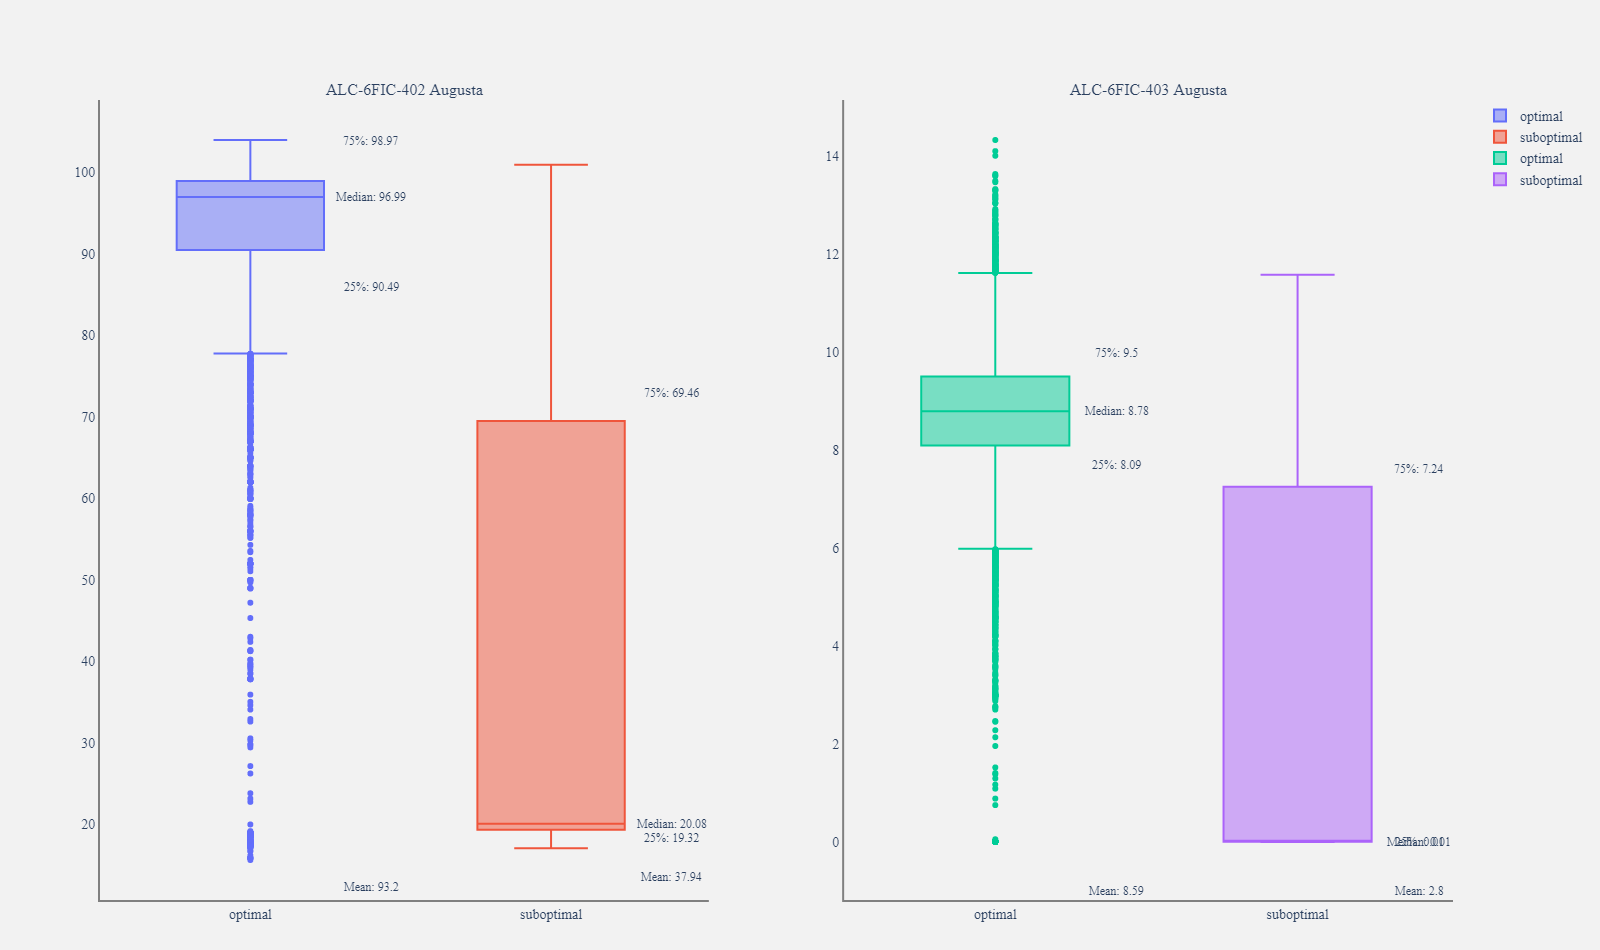 ALC-6FIC-402 Augusta
100
90
80
70
60
50
40
30
20
75%: 98.97
Median: 96.99
25%: 90.49
Mean: 93.2
75%: 69.46
Median: 20.08
25%: 19.32
Mean: 37.94
optimal
suboptimal
ALC-6FIC-403 Augusta
14
12
10
8
6
4
2
0
75%: 9.5
Median: 8.78
25%: 8.09
Mean: 8.59
75%: 7.24
Mean: 2.8
optimal
suboptimal
optimal
suboptimal
optimal
suboptimal